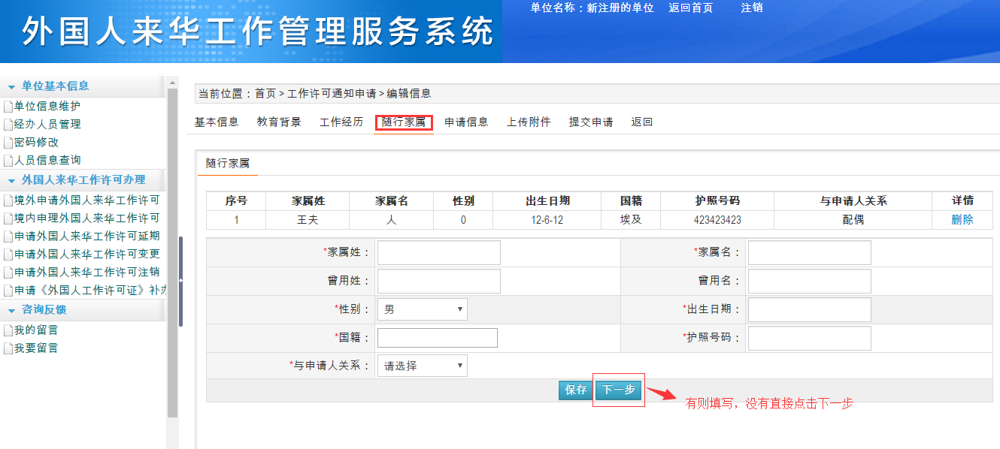 外国人来华工作管理服务系统
单位名称：新注册的单位 返回首页 注销
单位基本信息
单位信息维护
经办人员管理
密码修改
人员信息查询
外国人来华工作许可办理
境外申请外国人来华工作许可
境内申理外国人来华工作许可
申请外国人来华工作许可延期
申请外国人来华工作许可变更
申请外国人来华工作许可注销
申请《外国人工作许可证》补办
咨询反馈
我的留言
我要留言
当前位置：首页 > 工作许可通知申请 > 编辑信息
基本信息 教育背景 工作经历 随行家属 申请信息 上传附件 提交申请 返回
随行家属
序号 家属姓 家属名 性别 出生日期 国籍 护照号码 与申请人关系 详情
1 王夫 人 0 12-6-12 埃及 423423423 配偶 删除
*家属姓： *家属名：
曾用姓： 曾用名：
*性别： 男 *出生日期：
*国籍： *护照号码：
*与申请人关系： 请选择
保存 下一步
有则填写，没有直接点击下一步